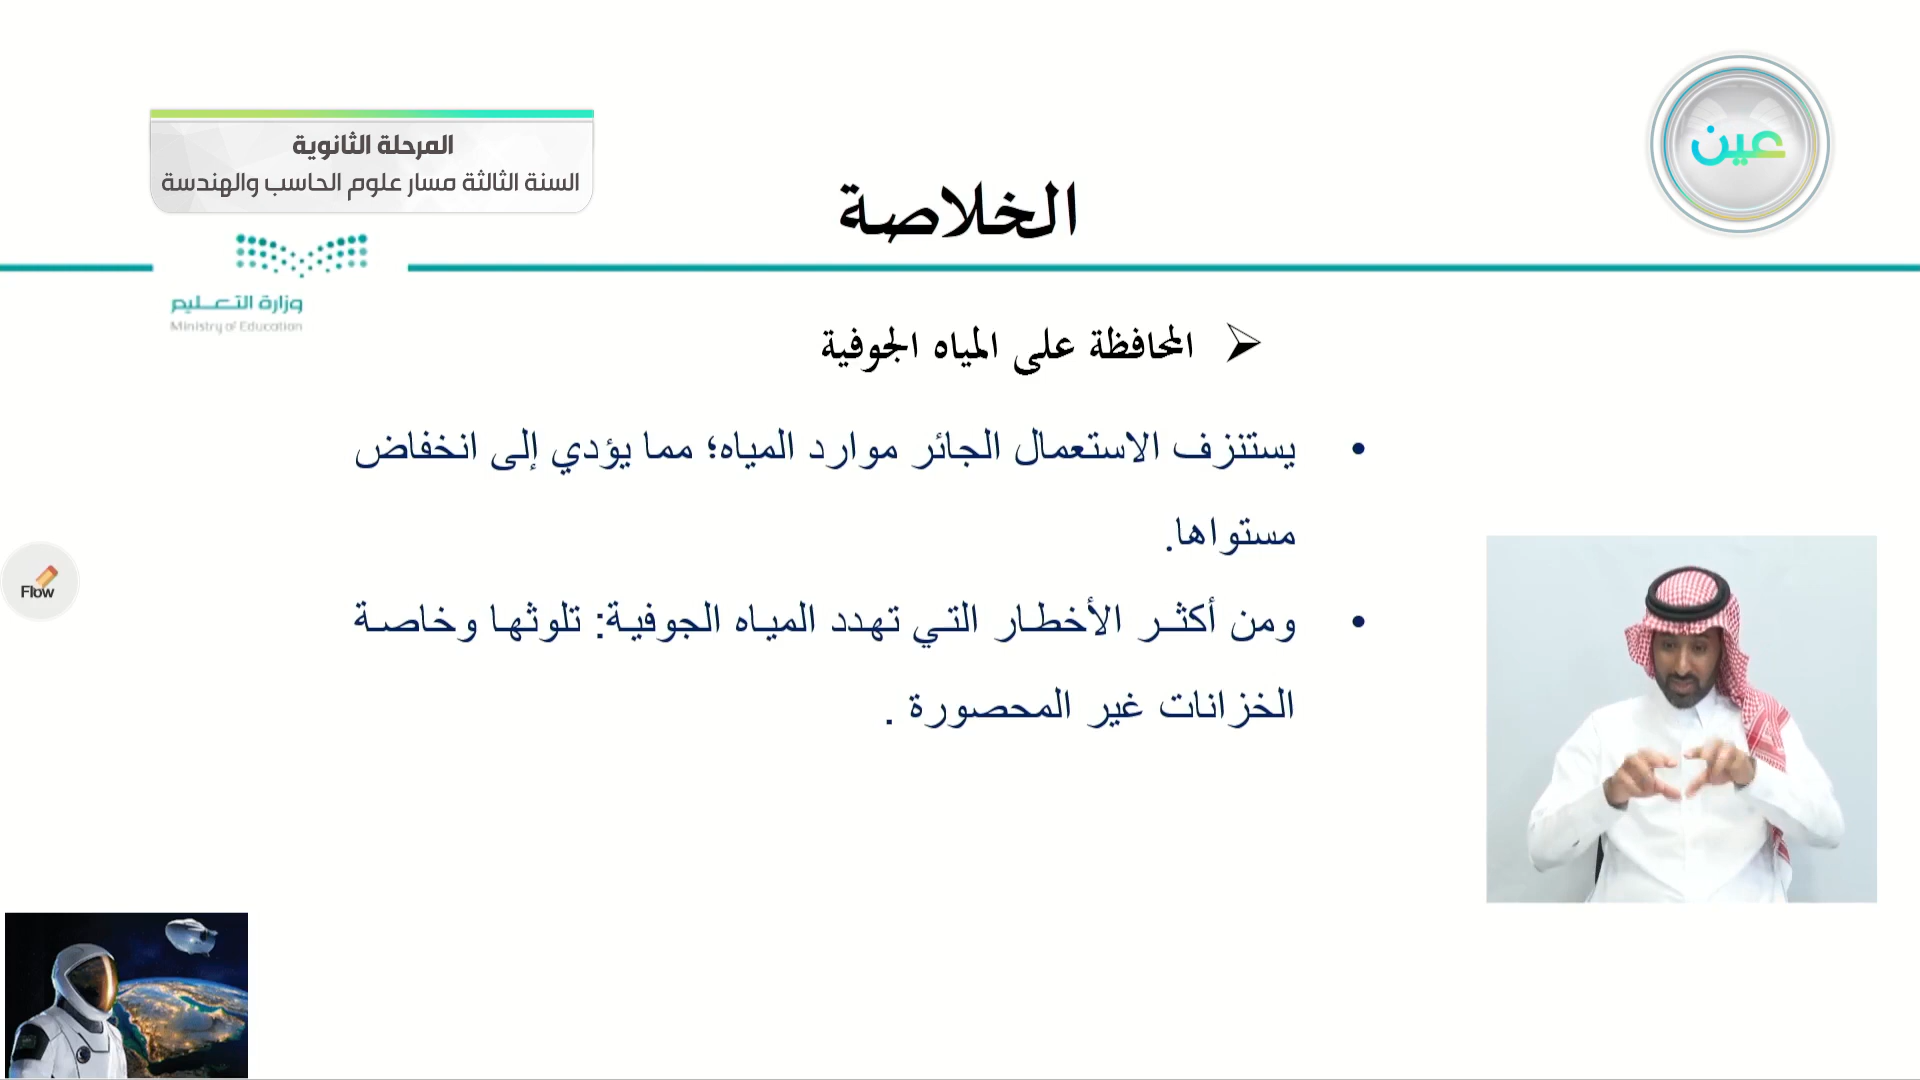 المرحلة الثانوية
السنة الثالثة مسار علوم الحاسب والهندسة
عين
الخلاصة
وزارة التعليم
Ministry of Education
المحافظة على المياه الجوفية
يستنزف الاستعمال الجائر موارد المياه؛ مما يؤدي إلى انخفاض
مستواها.
ومن أكثر الأخطار التي تهدد المياه الجوفية: تلوثها وخاصة
الخزانات غير المحصورة .
Flow